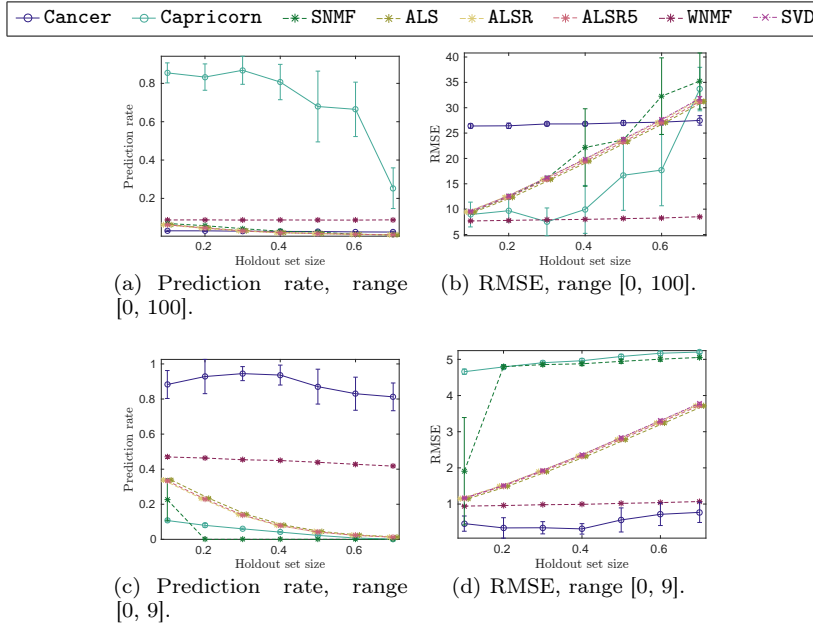 Cancer Capricorn SNMF ALS ALSR ALSR5 WNMF SVD
Prediction rate
0.8
0.6
0.4
0.2
0.2 0.4 0.6
Holdout set size
(a) Prediction rate, range
[0, 100].
RMSE
40
35
30
25
20
15
10
5
0.2 0.4 0.6
Holdout set size
(b) RMSE, range [0, 100].
Prediction rate
1
0.8
0.6
0.4
0.2
0
0.2 0.4 0.6
Holdout set size
(c) Prediction rate, range
[0, 9].
RMSE
5
4
3
2
1
0.2 0.4 0.6
Holdout set size
(d) RMSE, range [0, 9].